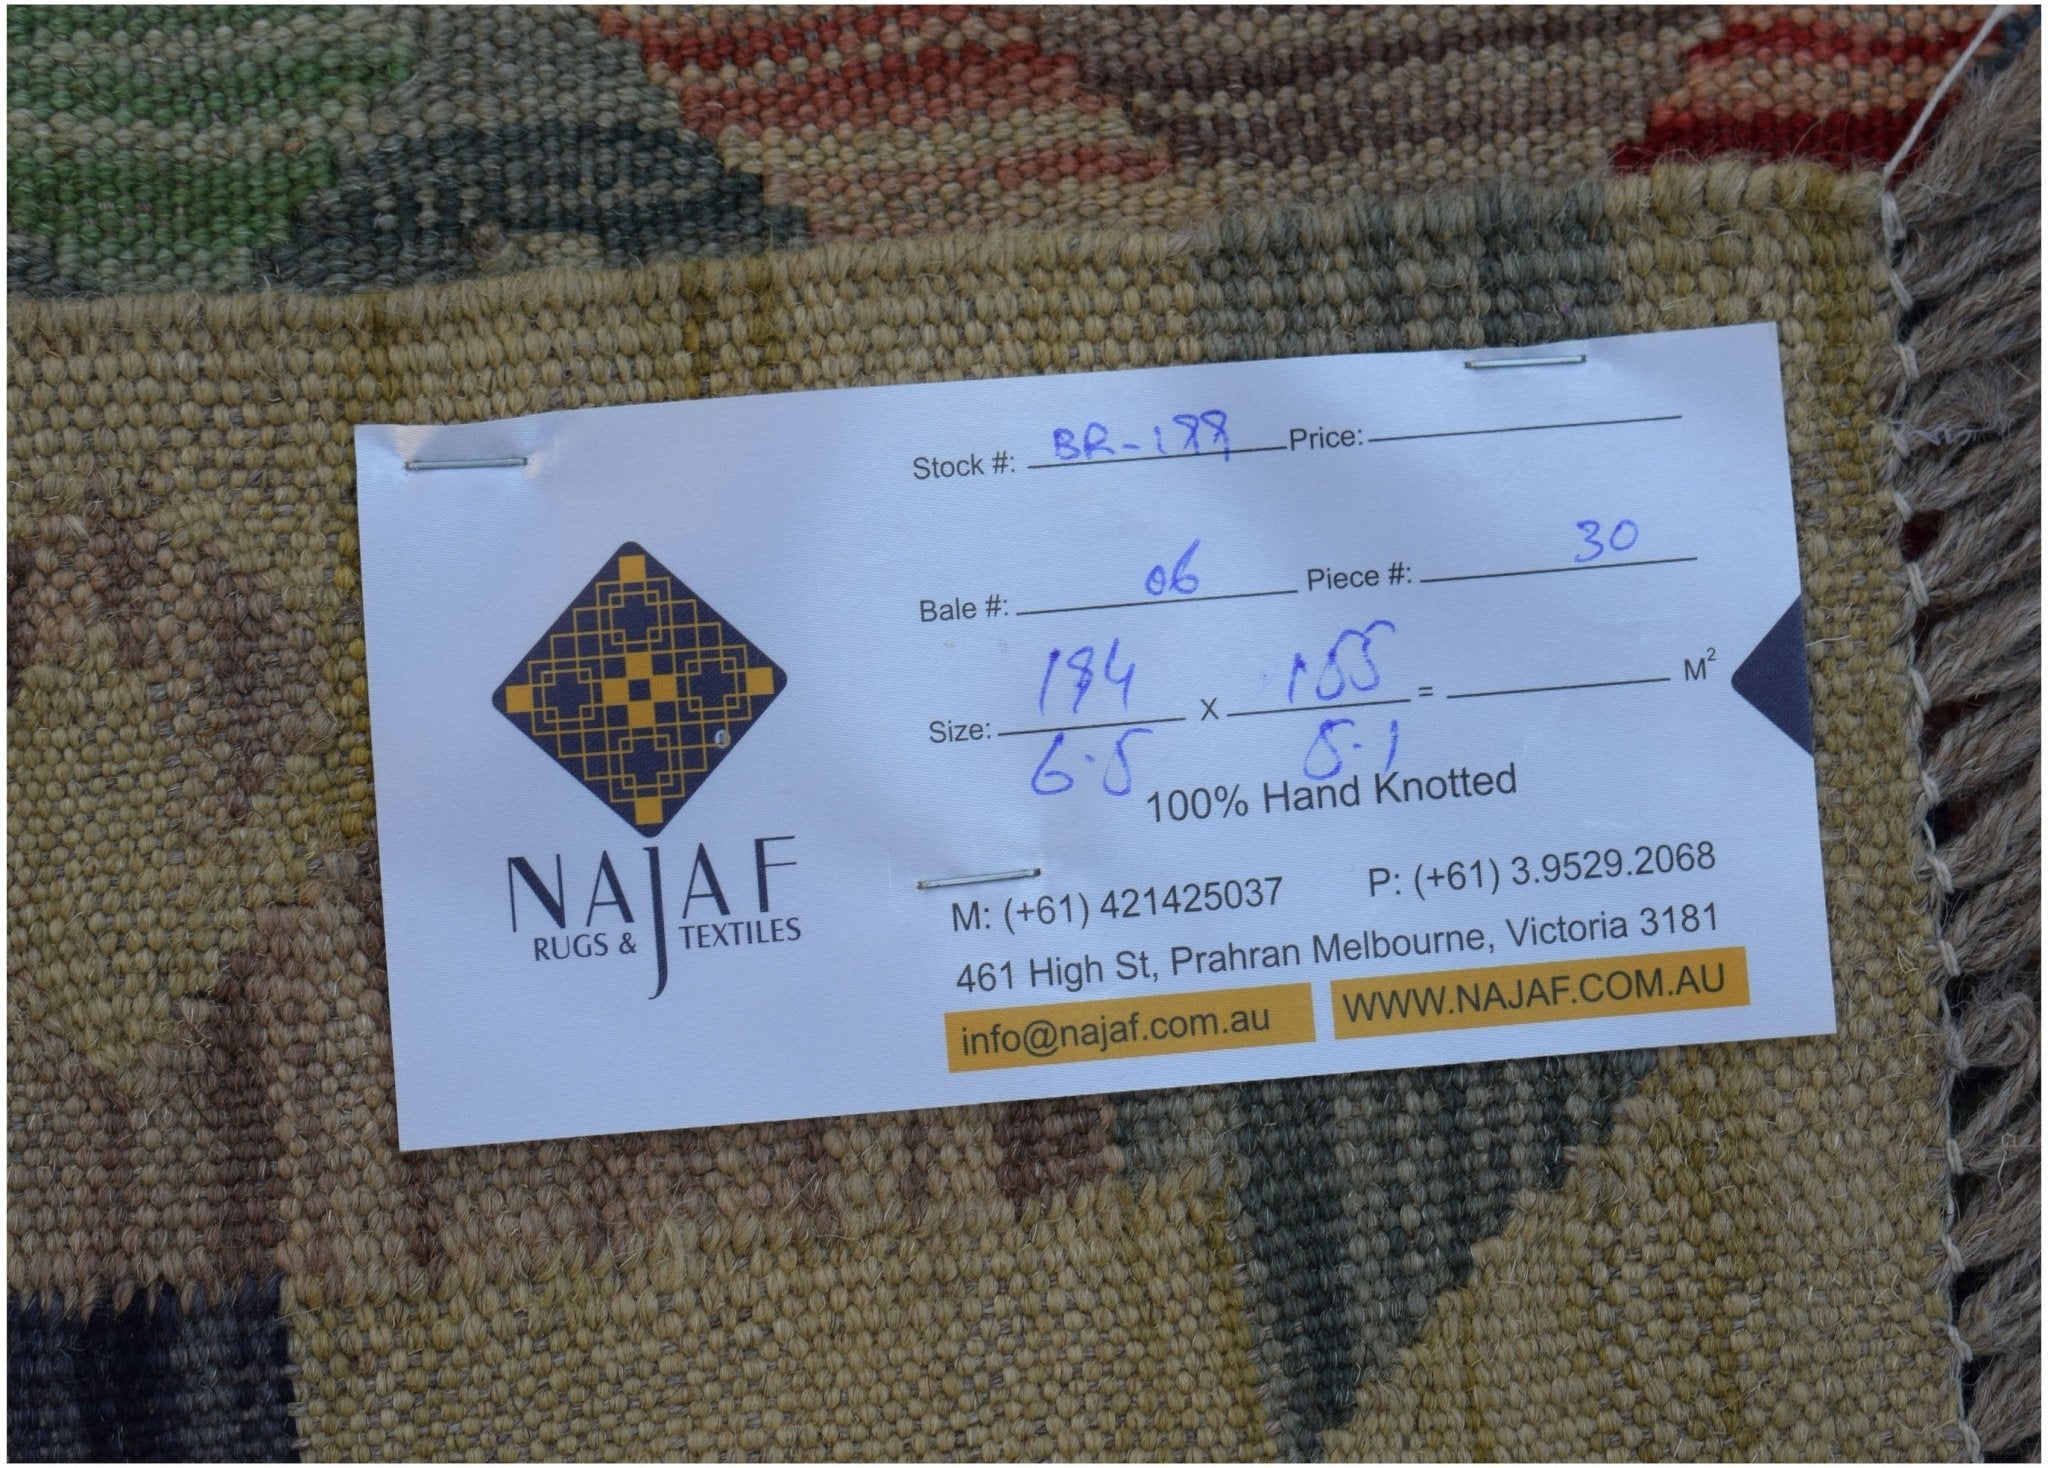 Stock #: BR-188 Price:
Bale #: 06 Piece #: 30
Size: 194 x 155 = M²
6.5 5.1
100% Hand Knotted
NAJAF
RUGS & TEXTILES
M: (+61) 421425037 P: (+61) 3.9529.2068
461 High St, Prahran Melbourne, Victoria 3181
info@najaf.com.au WWW.NAJAF.COM.AU